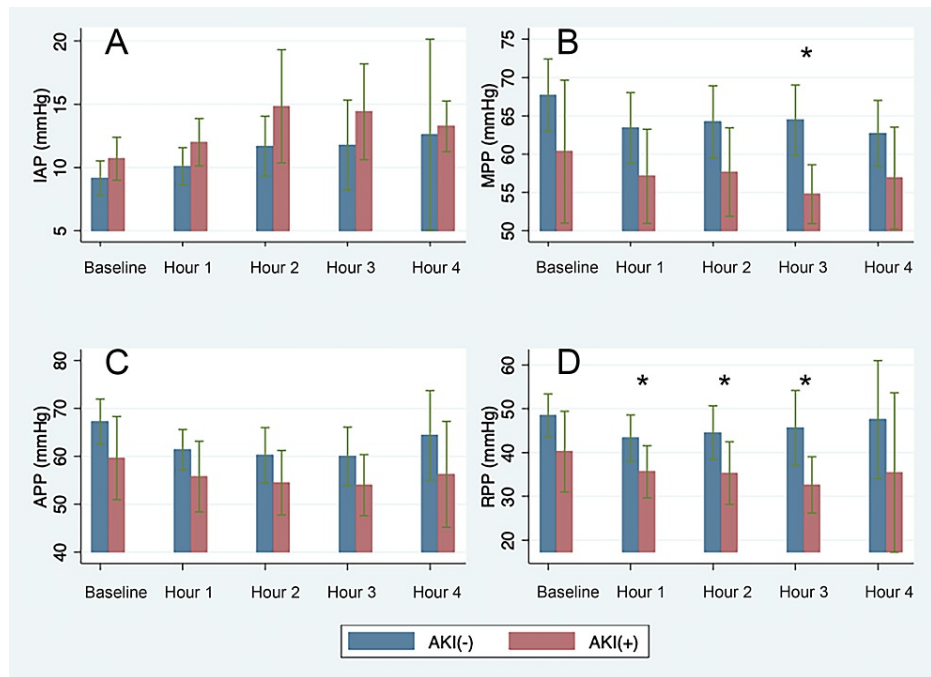 A
IAP (mmHg)
20
15
10
5
Baseline Hour 1 Hour 2 Hour 3 Hour 4
B
MPP (mmHg)
75
70
65
60
55
50
*
Baseline Hour 1 Hour 2 Hour 3 Hour 4
C
APP (mmHg)
80
70
60
50
40
Baseline Hour 1 Hour 2 Hour 3 Hour 4
D
RPP (mmHg)
60
50
40
30
20
* * *
Baseline Hour 1 Hour 2 Hour 3 Hour 4
AKI(-) AKI(+)